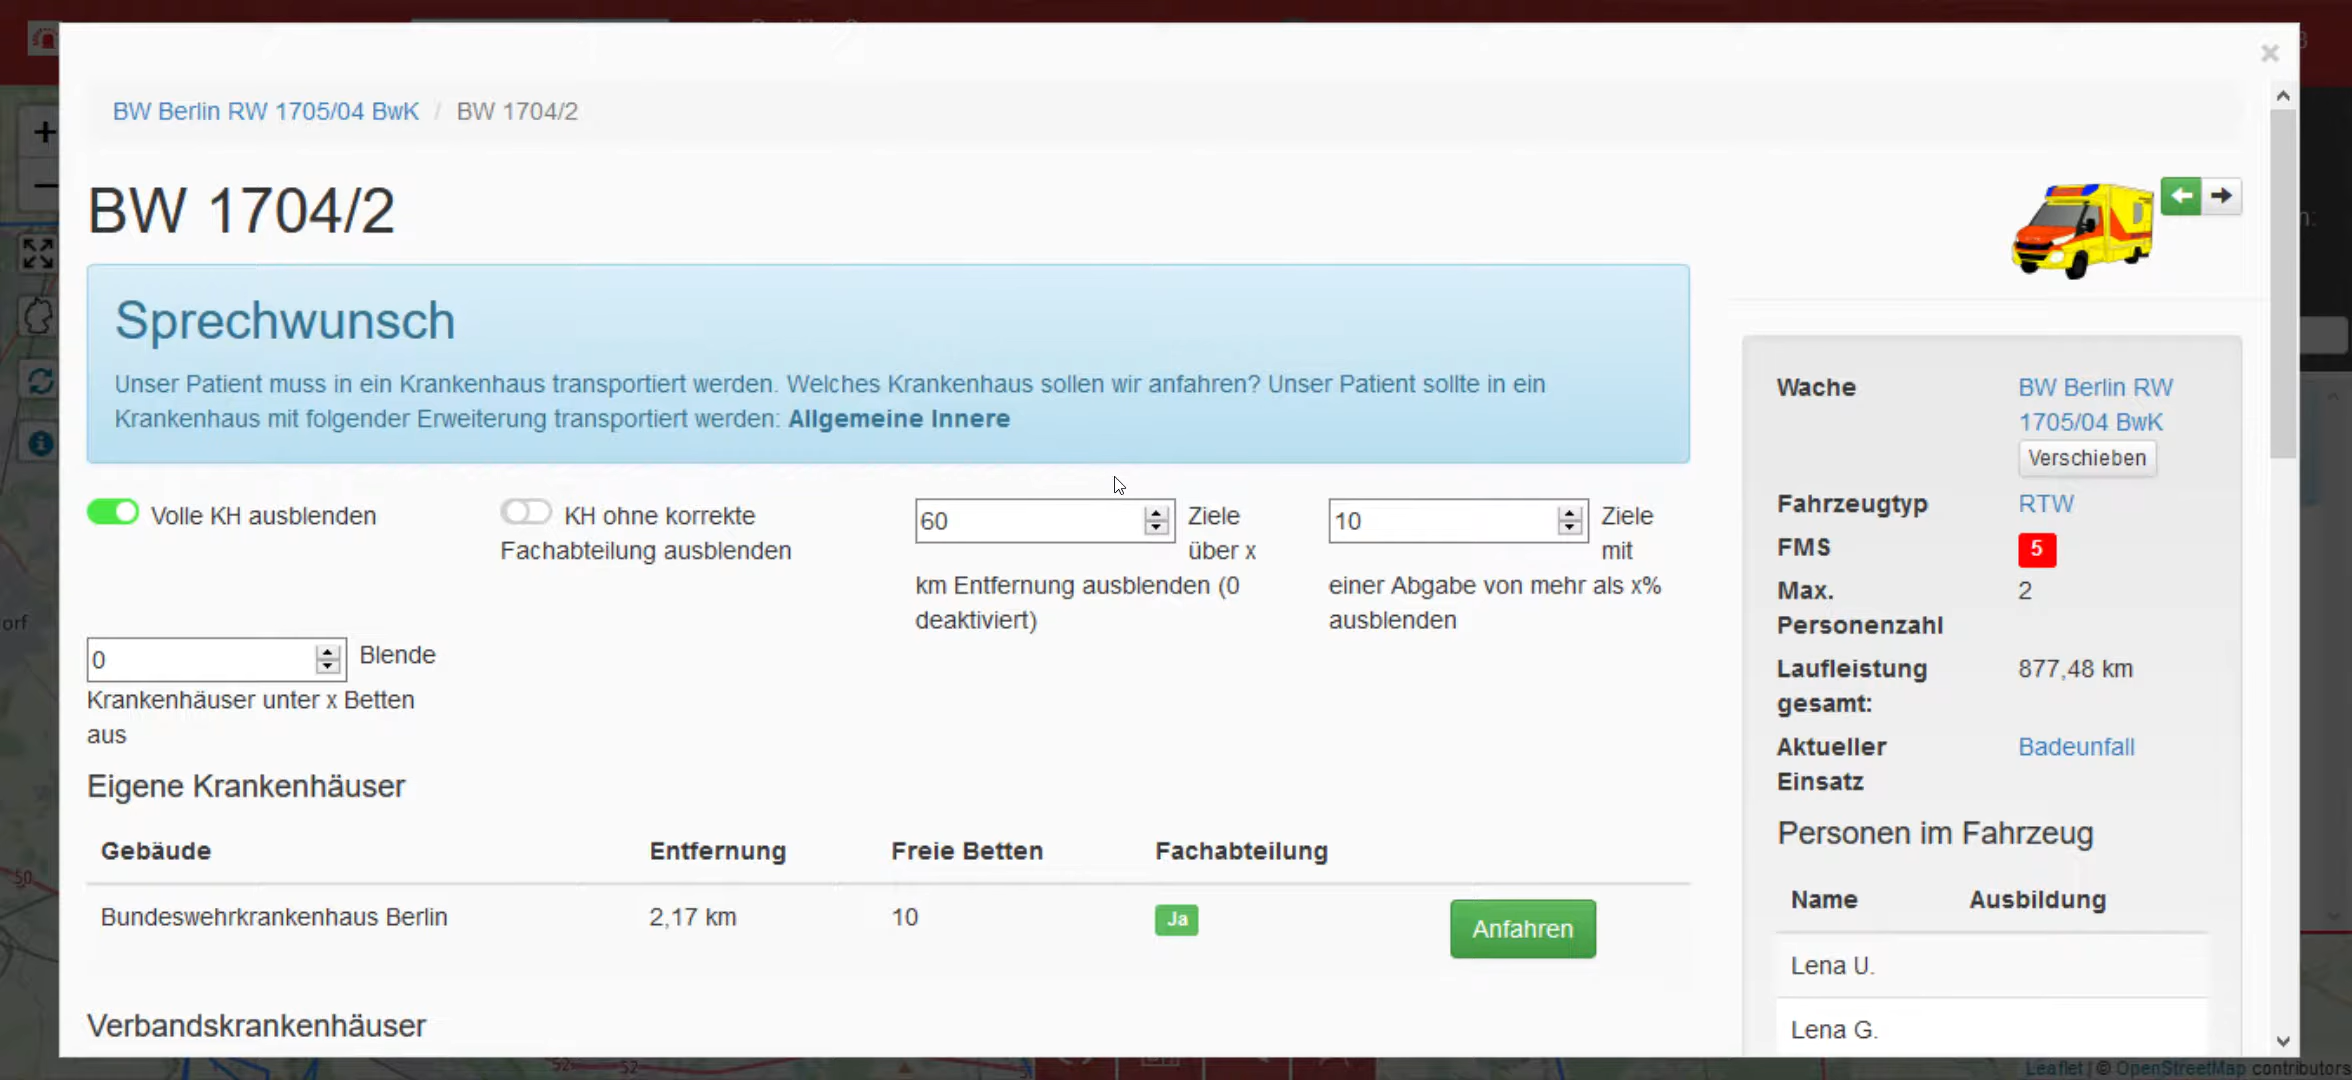 BW Berlin RW 1705/04 BwK / BW 1704/2
BW 1704/2
Sprechwunsch
Unser Patient muss in ein Krankenhaus transportiert werden. Welches Krankenhaus sollen wir anfahren? Unser Patient sollte in ein
Krankenhaus mit folgender Erweiterung transportiert werden: Allgemeine Innere
Volle KH ausblenden
KH ohne korrekte
Fachabteilung ausblenden
60 Ziele
über x
km Entfernung ausblenden (0
deaktiviert)
10 Ziele
mit
einer Abgabe von mehr als x%
ausblenden
0 Blende
Krankenhäuser unter x Betten
aus
Eigene Krankenhäuser
Gebäude Entfernung Freie Betten Fachabteilung
Bundeswehrkrankenhaus Berlin 2,17 km 10 Ja Anfahren
Verbandskrankenhäuser
Wache BW Berlin RW
1705/04 BwK
Verschieben
Fahrzeugtyp RTW
FMS 5
Max. 2
Personenzahl
Laufleistung 877,48 km
gesamt:
Aktueller Badeunfall
Einsatz
Personen im Fahrzeug
Name Ausbildung
Lena U.
Lena G.
orf
50
52
52
Leaflet | © OpenStreetMap contributors